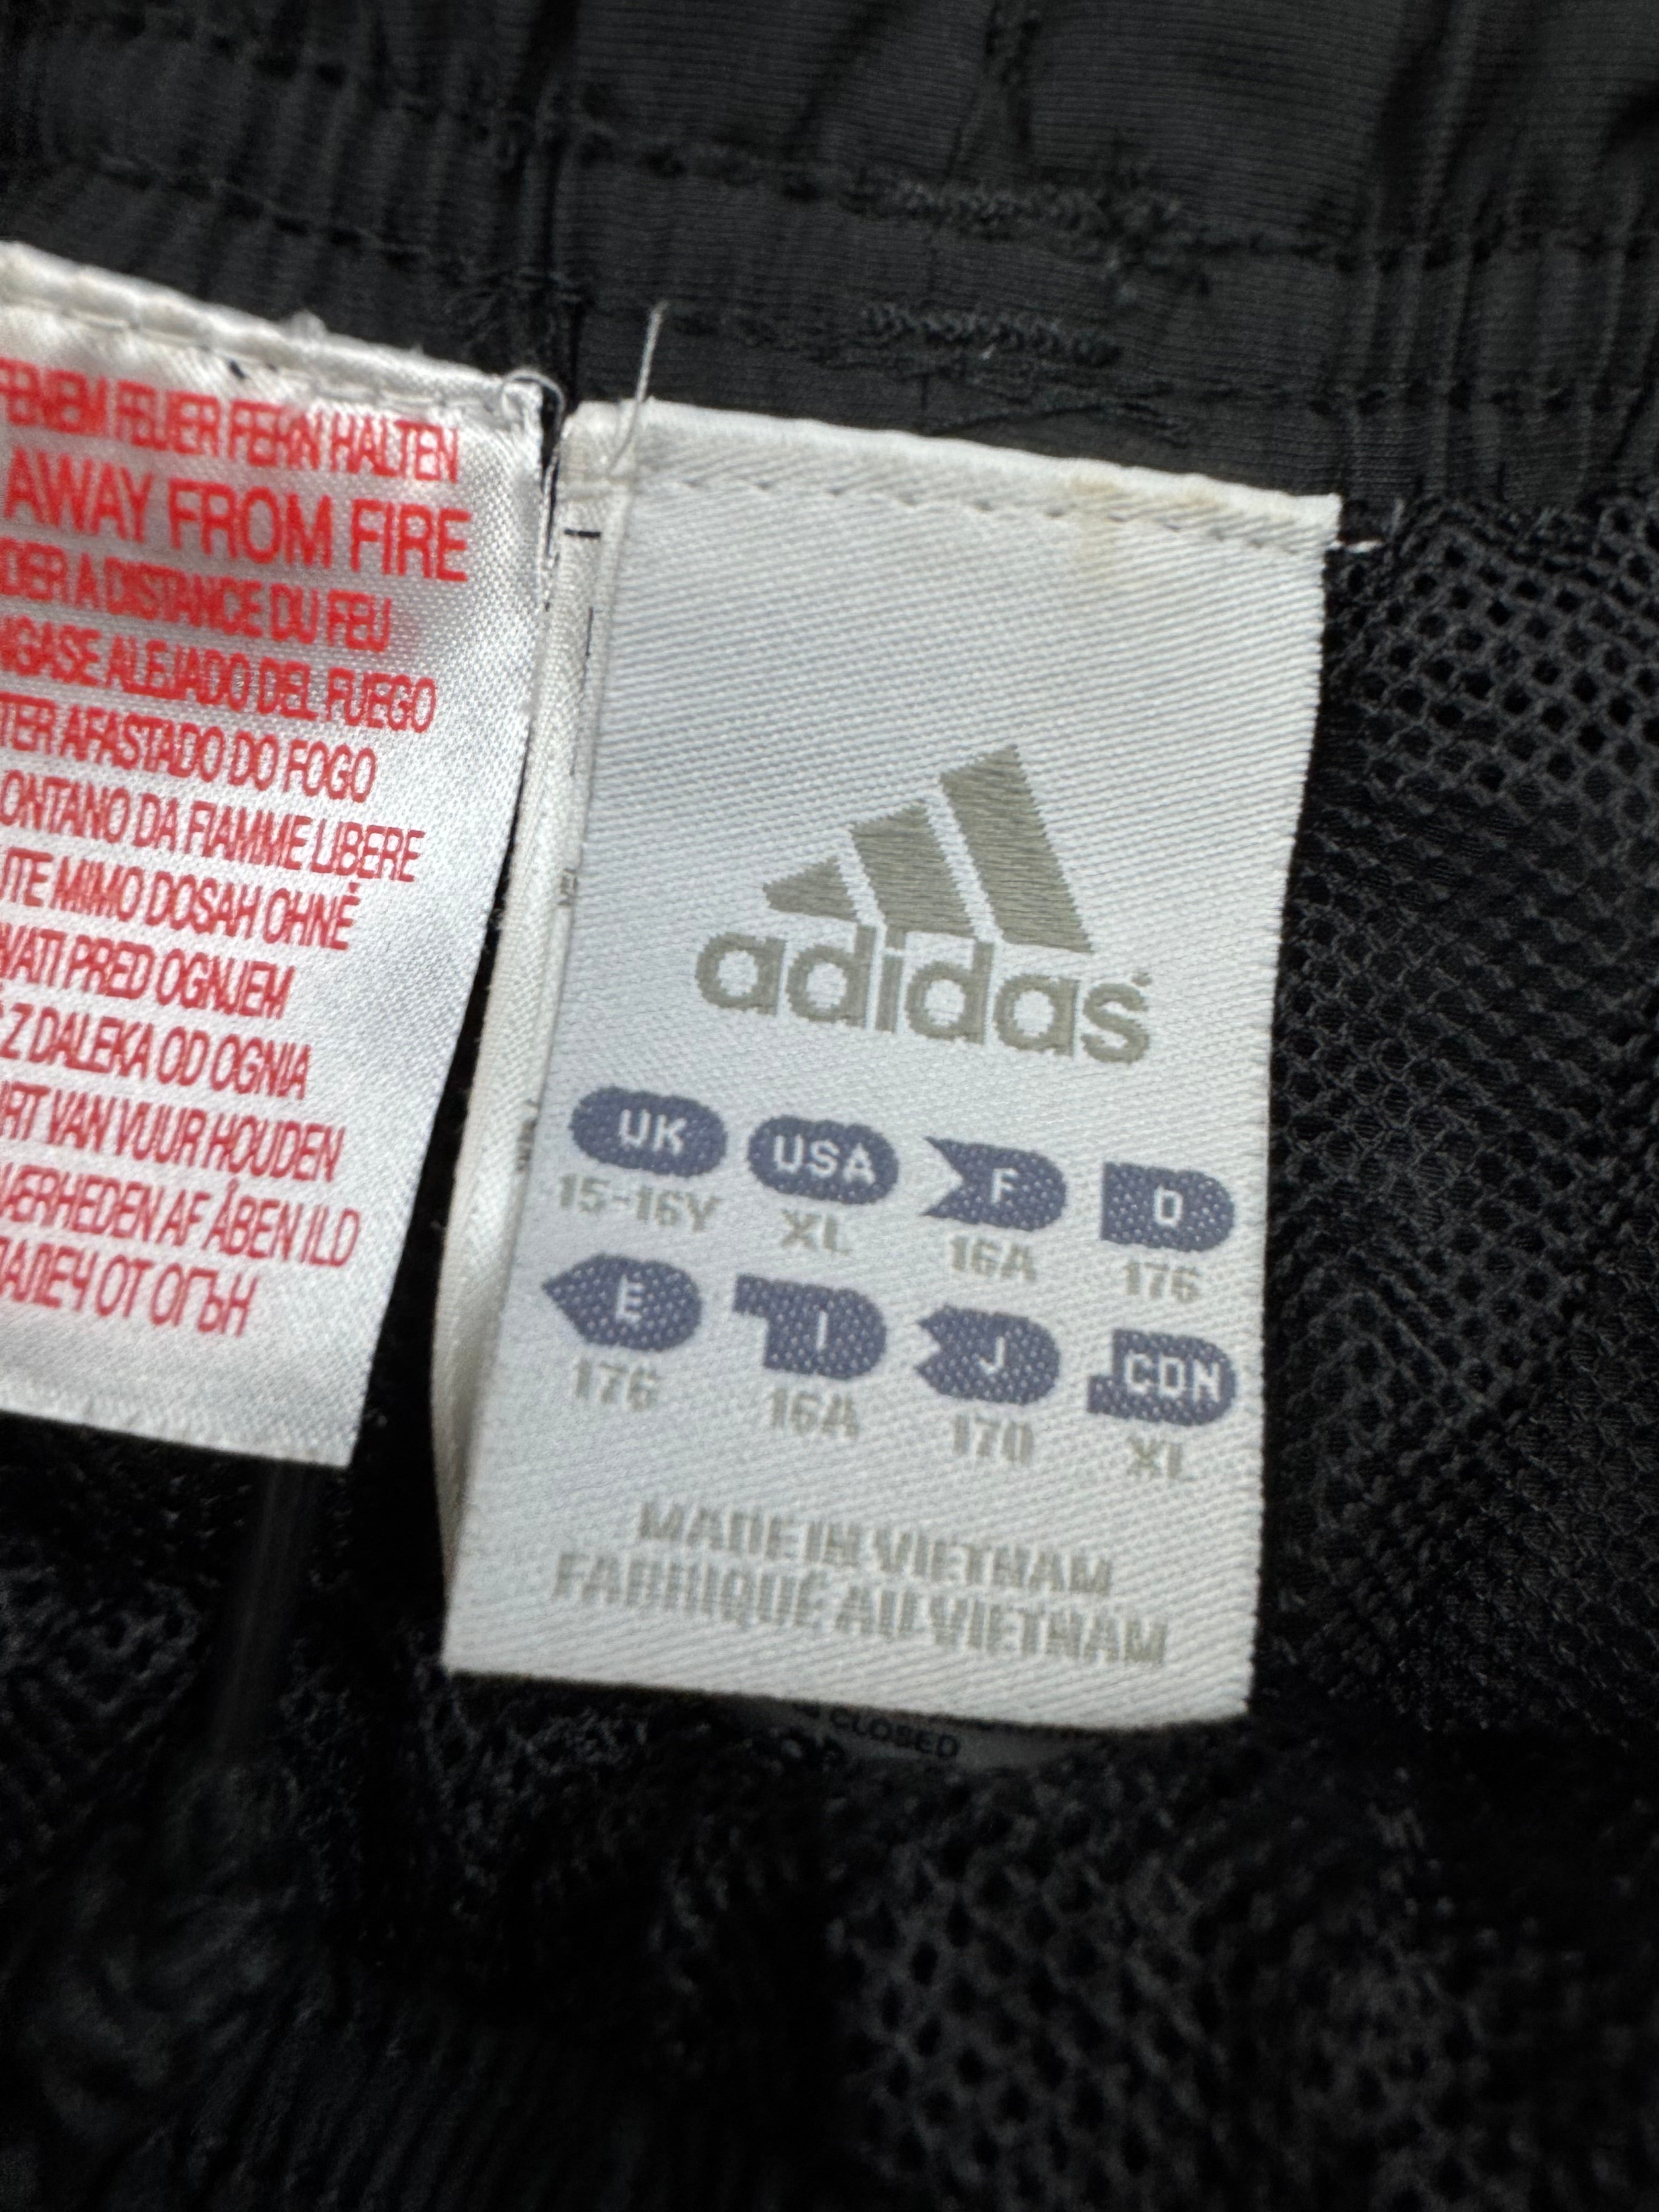 FEUER FERN HALTEN
AWAY FROM FIRE
A DISTANCE DU FEU
ALEJADO DEL FUEGO
AFASTADO DO FOGO
DA FIAMME LIBERE
MIMO DOSAH OHNĚ
PRED OGNJEM
Z DALEKA OD OGNIA
VAN VUUR HOUDEN
AF ÅBEN ILD
ОТ ОГЪН
adidas
UK USA F D
15-16Y XL 16A 176
E I J CDN
176 16A 170 XL
MADE IN VIETNAM
FABRIQUÉ AU VIETNAM
CLOSED